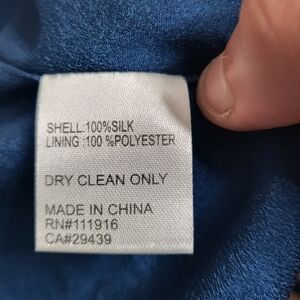 SHELL:100%SILK
LINING :100 %POLYESTER
DRY CLEAN ONLY
MADE IN CHINA
RN#111916
CA#29439